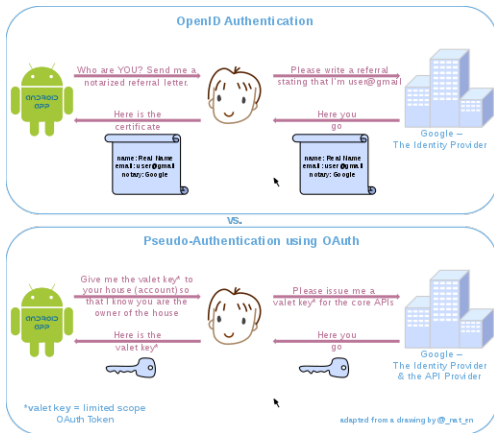 OpenID Authentication
Who are YOU? Send me a
notarized referral letter.
Please write a referral
stating that I'm user@gmail
ANDROID
APP
Here is the
certificate
Here you
go
Google —
The Identity Provider
name: Real Name
email: user@gmail
notary: Google
name: Real Name
email: user@gmail
notary: Google
vs.
Pseudo-Authentication using OAuth
Give me the valet key* to
your house (account) so
that I know you are the
owner of the house
Please issue me a
valet key* for the core APIs
ANDROID
APP
Here is the
valet key*
Here you
go
Google —
The Identity Provider
& the API Provider
*valet key = limited scope
OAuth Token
adapted from a drawing by @_nat_en